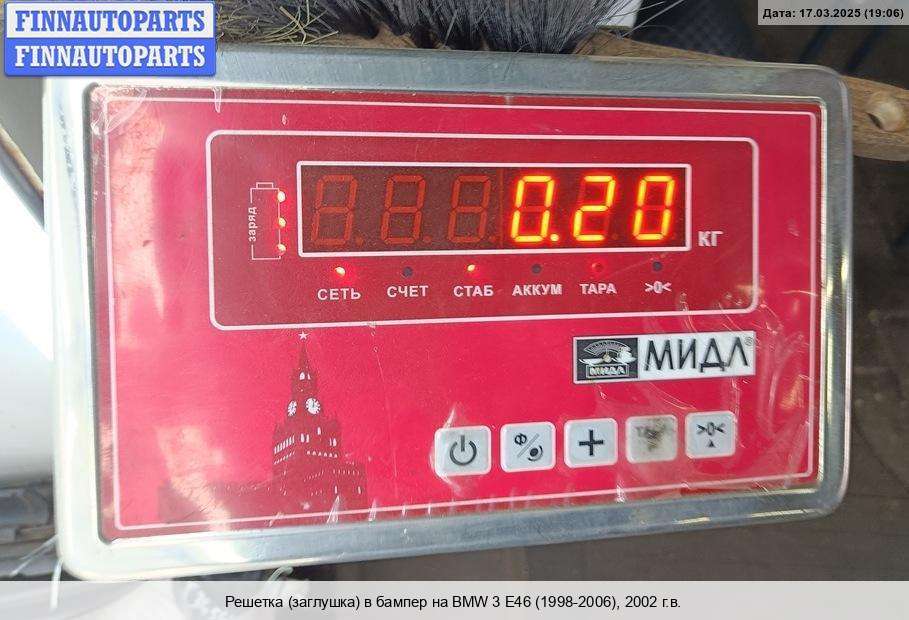 FINNAUTOPARTS
FINNAUTOPARTS
Дата: 17.03.2025 (19:06)
заряд
0.20
КГ
СЕТЬ СЧЕТ СТАБ АККУМ ТАРА >0<
МИДЛ
МИДЛ®
Ф
>0<
Решетка (заглушка) в бампер на BMW 3 E46 (1998-2006), 2002 г.в.